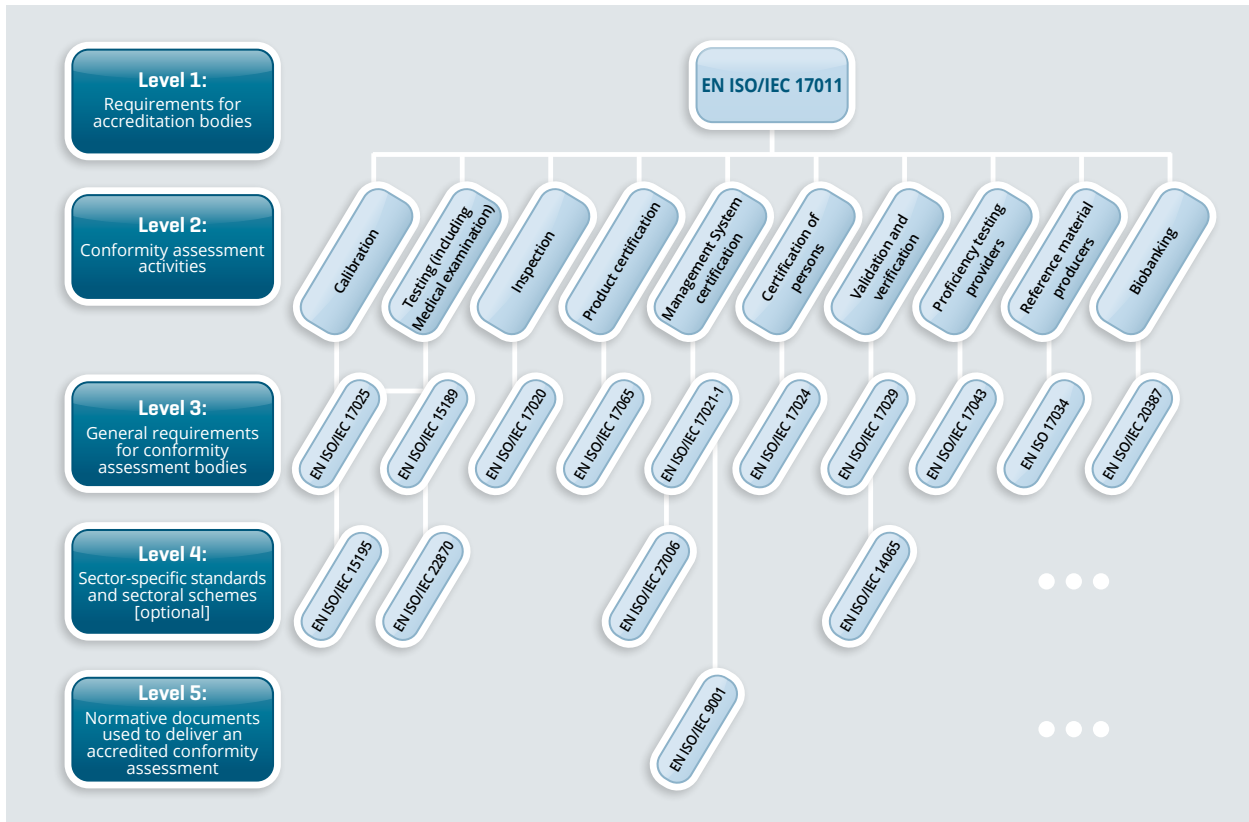 Level 1:
Requirements for
accreditation bodies
EN ISO/IEC 17011
Level 2:
Conformity assessment
activities
Calibration
Testing (including
Medical examination)
Inspection
Product certification
Management System
certification
Certification of
persons
Validation and
verification
Proficiency testing
providers
Reference material
producers
Biobanking
Level 3:
General requirements
for conformity
assessment bodies
EN ISO/IEC 17025
EN ISO/IEC 15189
EN ISO/IEC 17020
EN ISO/IEC 17065
EN ISO/IEC 17021-1
EN ISO/IEC 17024
EN ISO/IEC 17029
EN ISO/IEC 17043
EN ISO 17034
EN ISO/IEC 20387
Level 4:
Sector-specific standards
and sectoral schemes
[optional]
EN ISO/IEC 15195
EN ISO/IEC 22870
EN ISO/IEC 27006
EN ISO/IEC 14065
Level 5:
Normative documents
used to deliver an
accredited conformity
assessment
EN ISO/IEC 9001